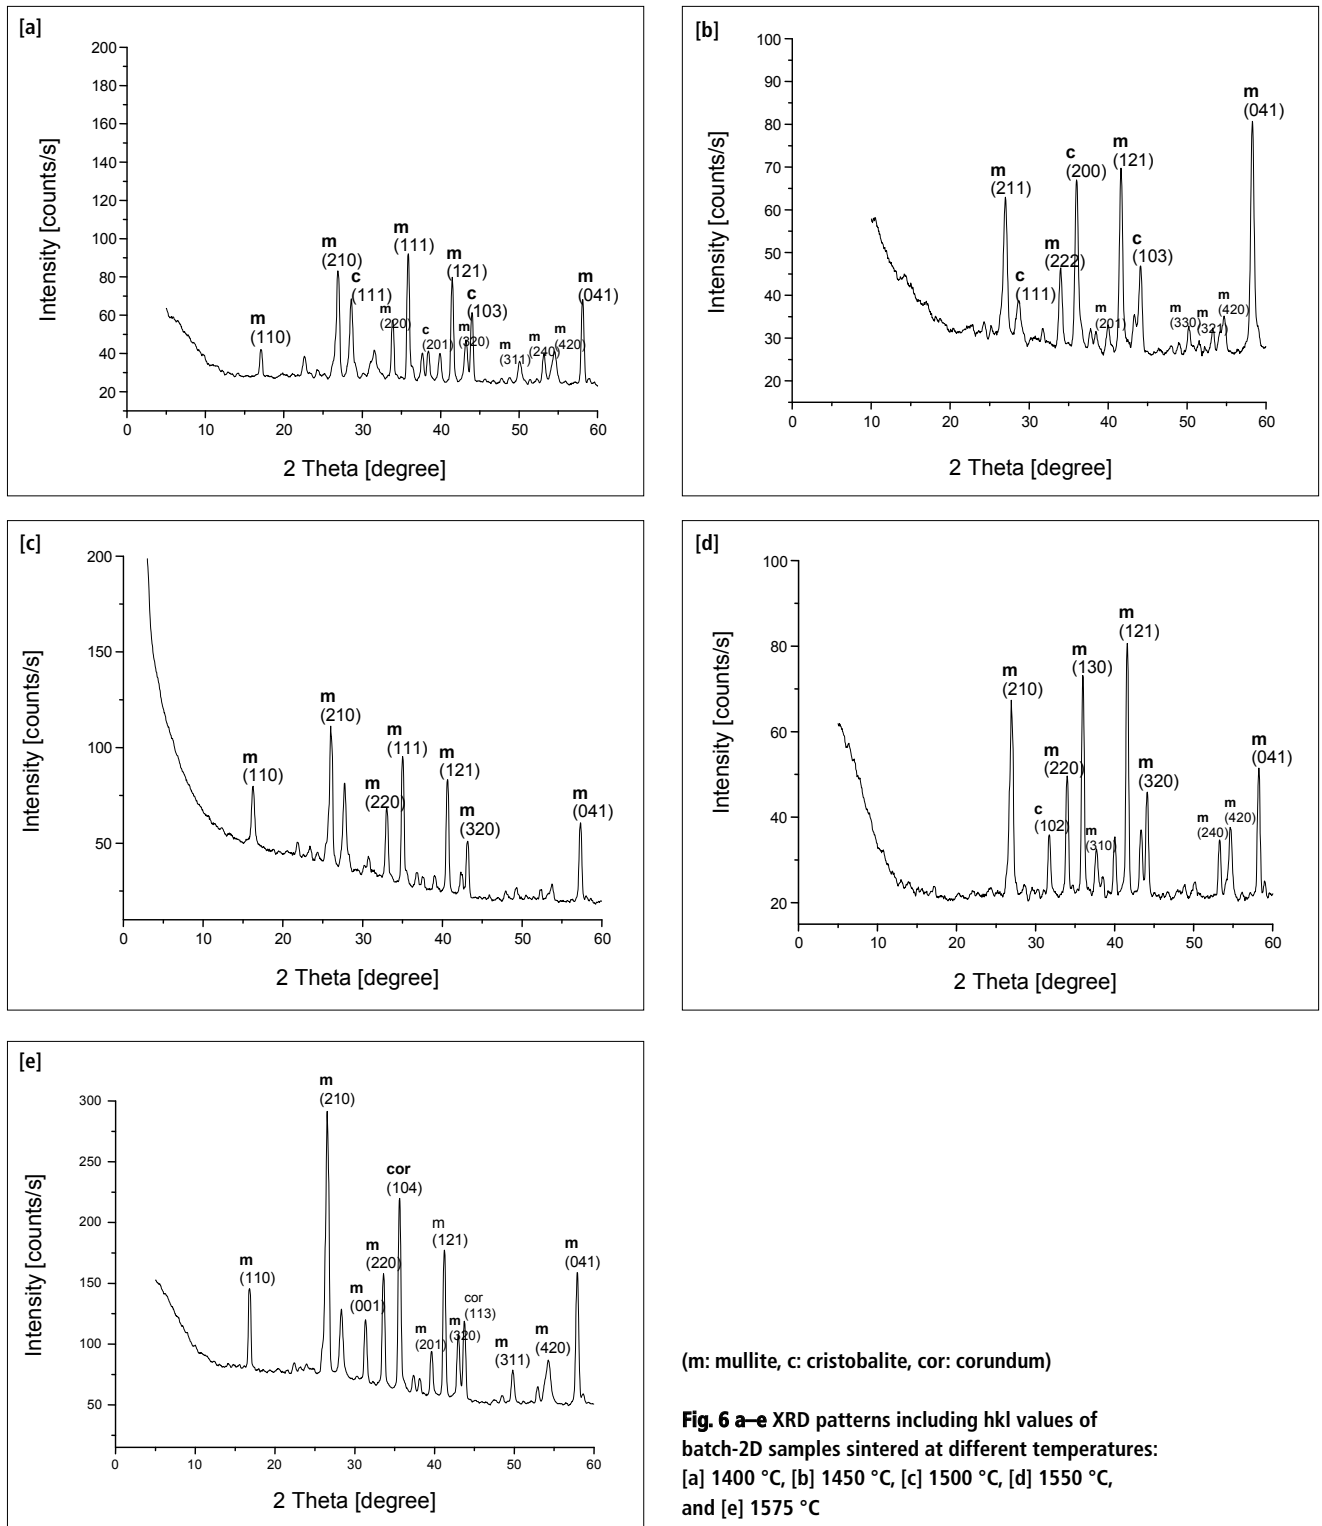 [a]
200
180
160
140
120
100
80
60
40
20
Intensity [counts/s]
0 10 20 30 40 50 60
2 Theta [degree]
m
(110)
m
(210)
c
(111)
m
(220)
m
(111)
c
(201)
m
(121)
m
(320)
c
(103)
m
(311)
m
(240)
m
(420)
m
(041)
[b]
100
90
80
70
60
50
40
30
20
Intensity [counts/s]
0 10 20 30 40 50 60
2 Theta [degree]
m
(211)
c
(111)
m
(222)
c
(200)
m
(201)
m
(121)
c
(103)
m
(330)
m
(321)
m
(420)
m
(041)
[c]
200
150
100
50
Intensity [counts/s]
0 10 20 30 40 50 60
2 Theta [degree]
m
(110)
m
(210)
m
(220)
m
(111)
m
(121)
m
(320)
m
(041)
[d]
100
80
60
40
20
Intensity [counts/s]
0 10 20 30 40 50 60
2 Theta [degree]
m
(210)
c
(102)
m
(220)
m
(130)
m
(310)
m
(121)
m
(320)
m
(240)
m
(420)
m
(041)
[e]
300
250
200
150
100
50
Intensity [counts/s]
0 10 20 30 40 50 60
2 Theta [degree]
m
(110)
m
(210)
m
(001)
m
(220)
cor
(104)
m
(201)
m
(121)
m
(320)
cor
(113)
m
(311)
m
(420)
m
(041)
(m: mullite, c: cristobalite, cor: corundum)
Fig. 6 a–e XRD patterns including hkl values of
batch-2D samples sintered at different temperatures:
[a] 1400 °C, [b] 1450 °C, [c] 1500 °C, [d] 1550 °C,
and [e] 1575 °C